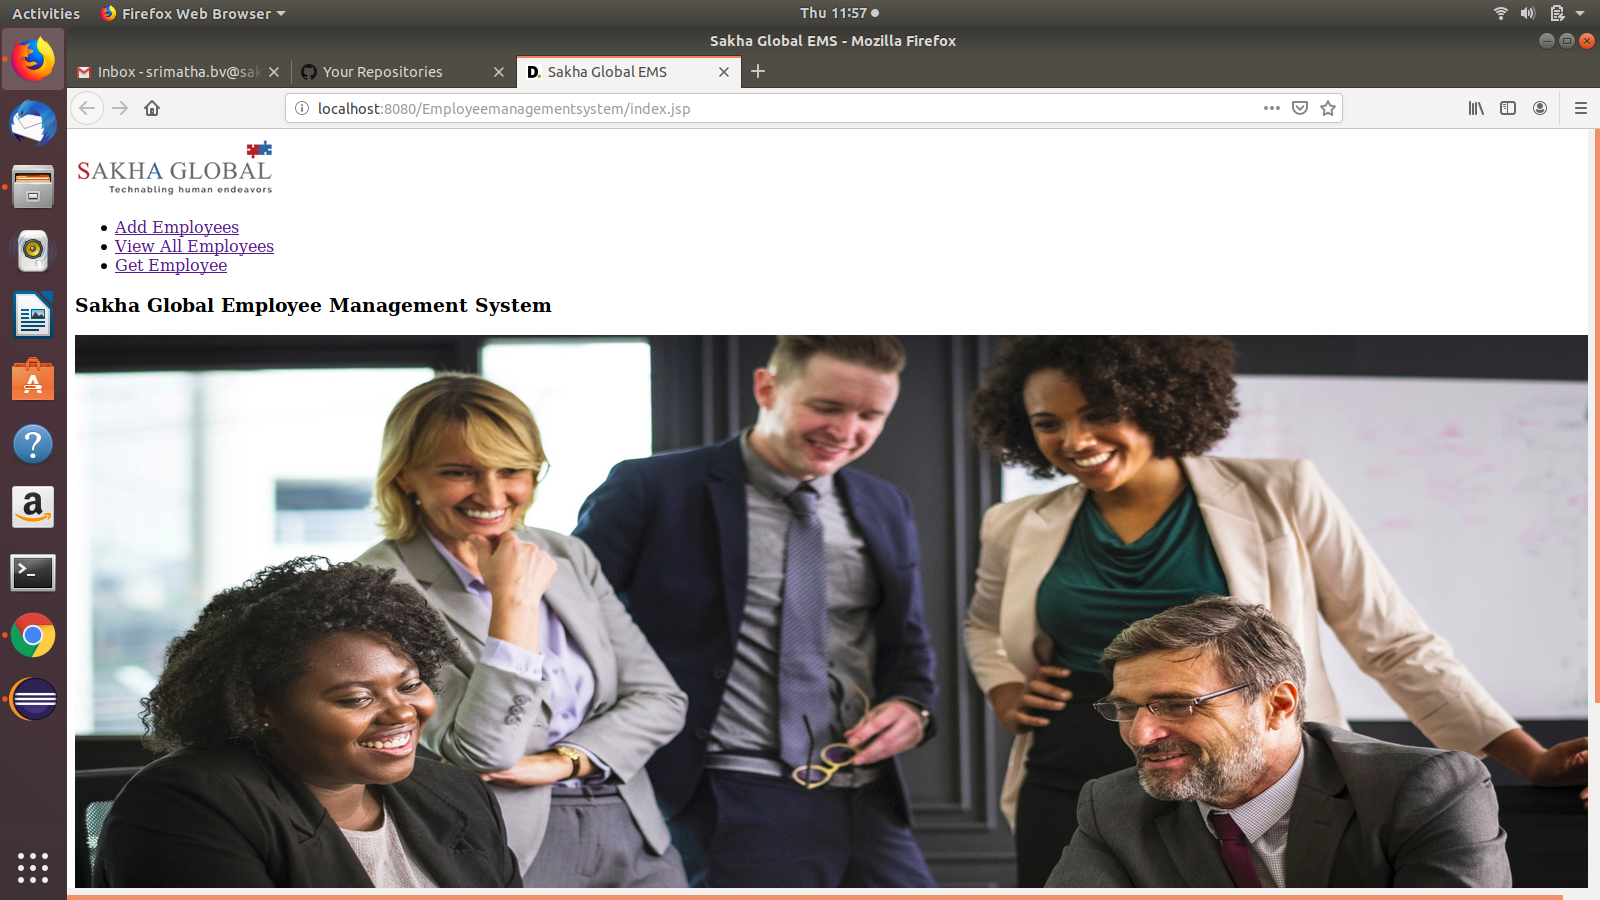 Activities Firefox Web Browser Thu 11:57
Sakha Global EMS - Mozilla Firefox
Inbox - srimatha.bv@sak Your Repositories D. Sakha Global EMS
localhost:8080/Employeemanagementsystem/index.jsp
SAKHA GLOBAL
Technabling human endeavors
Add Employees
View All Employees
Get Employee
Sakha Global Employee Management System